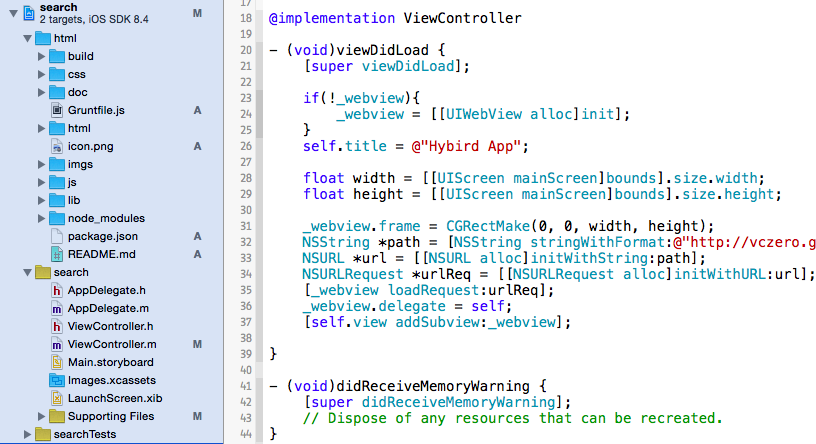 search
2 targets, iOS SDK 8.4
M
html
build
css
doc
Gruntfile.js A
html
icon.png A
imgs
js
lib
node_modules
package.json A
README.md A
search
AppDelegate.h
AppDelegate.m
ViewController.h
ViewController.m M
Main.storyboard
Images.xcassets
LaunchScreen.xib
Supporting Files M
searchTests
17
18 @implementation ViewController
19
20 - (void)viewDidLoad {
21 [super viewDidLoad];
22
23 if(!_webview){
24 _webview = [[UIWebView alloc]init];
25 }
26 self.title = @"Hybird App";
27
28 float width = [[UIScreen mainScreen]bounds].size.width;
29 float height = [[UIScreen mainScreen]bounds].size.height;
30
31 _webview.frame = CGRectMake(0, 0, width, height);
32 NSString *path = [NSString stringWithFormat:@"http://vczero.g
33 NSURL *url = [[NSURL alloc]initWithString:path];
34 NSURLRequest *urlReq = [[NSURLRequest alloc]initWithURL:url];
35 [_webview loadRequest:urlReq];
36 _webview.delegate = self;
37 [self.view addSubview:_webview];
38
39 }
40
41 - (void)didReceiveMemoryWarning {
42 [super didReceiveMemoryWarning];
43 // Dispose of any resources that can be recreated.
44 }